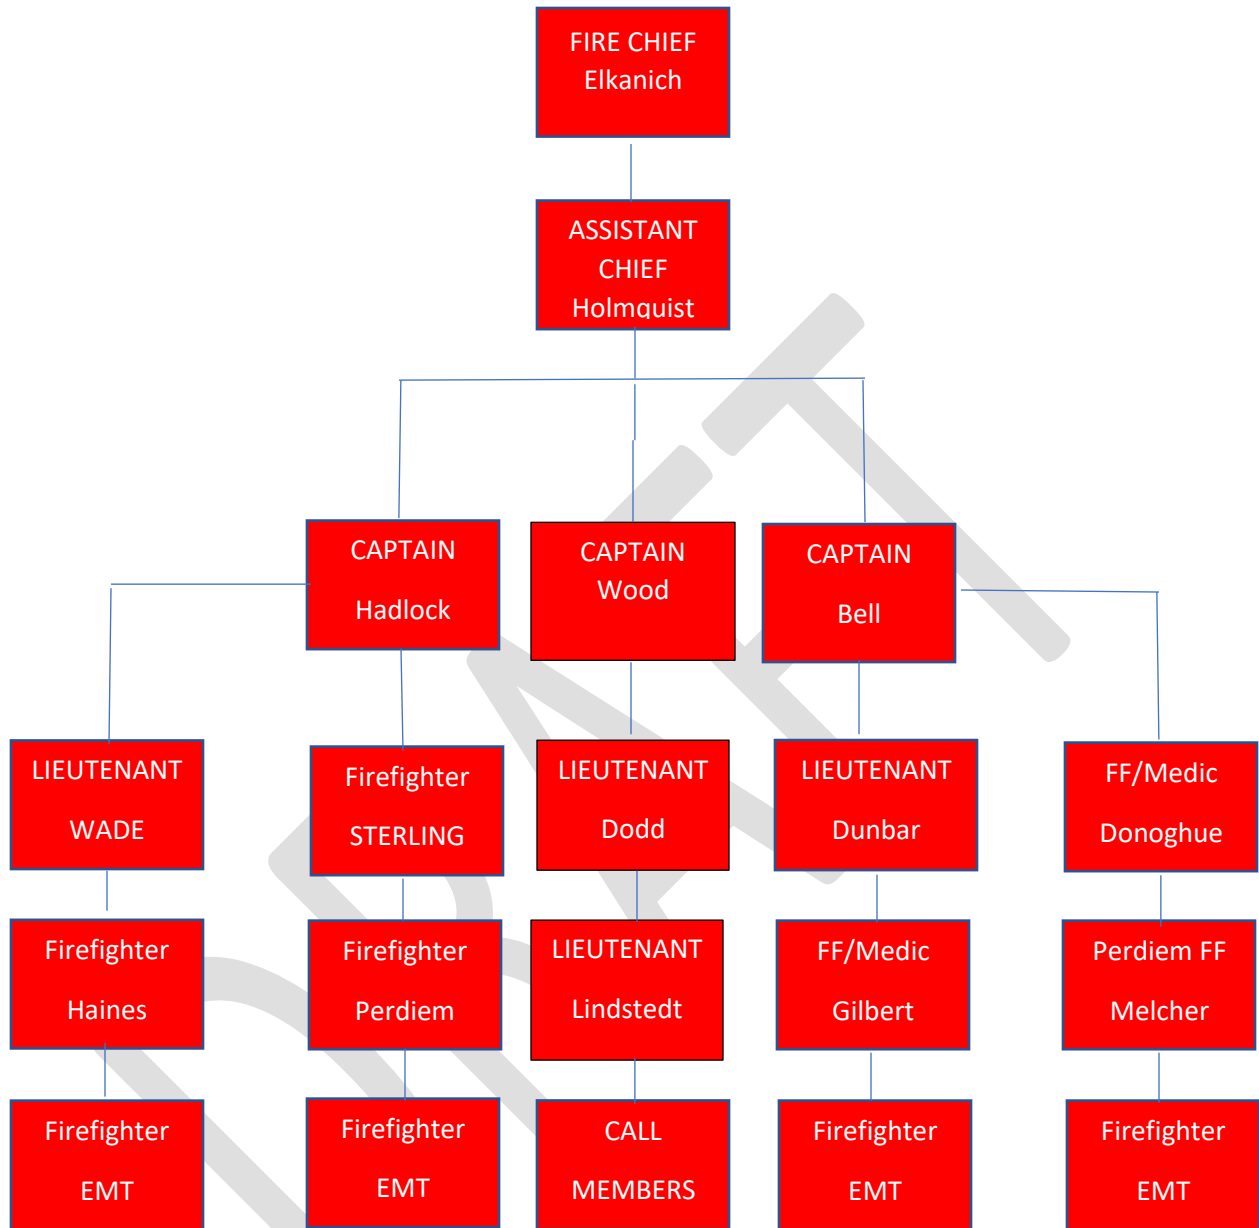 FIRE CHIEF
Elkanich
ASSISTANT
CHIEF
Holmquist
CAPTAIN
Hadlock
CAPTAIN
Wood
CAPTAIN
Bell
LIEUTENANT
WADE
Firefighter
STERLING
LIEUTENANT
Dodd
LIEUTENANT
Dunbar
FF/Medic
Donoghue
Firefighter
Haines
Firefighter
Perdiem
LIEUTENANT
Lindstedt
FF/Medic
Gilbert
Perdiem FF
Melcher
Firefighter
EMT
Firefighter
EMT
CALL
MEMBERS
Firefighter
EMT
Firefighter
EMT
DRAFT